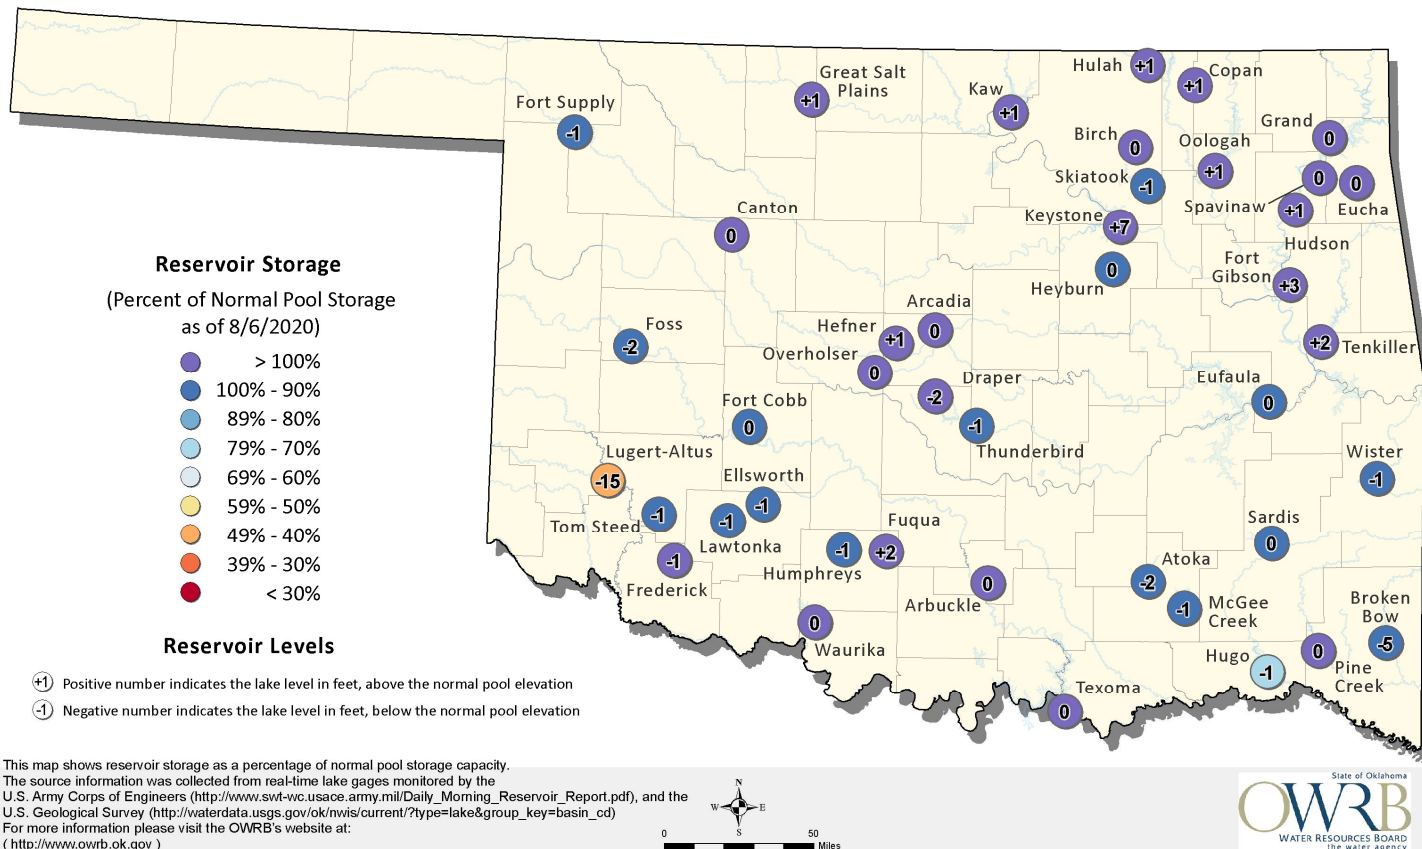 Hulah
+1
Copan
+1
Great Salt
Plains
+1
Kaw
+1
Fort Supply
-1
Grand
0
Birch
0
Oologah
+1
Skiatook
-1
0
0
Spavinaw
Eucha
+1
Hudson
Keystone
+7
Canton
0
Heyburn
0
Fort
Gibson
+3
Reservoir Storage
(Percent of Normal Pool Storage
as of 8/6/2020)
> 100%
100% - 90%
89% - 80%
79% - 70%
69% - 60%
59% - 50%
49% - 40%
39% - 30%
< 30%
Arcadia
0
Hefner
+1
Overholser
0
Foss
-2
+2
Tenkiller
Draper
-2
Eufaula
0
Fort Cobb
0
-1
Thunderbird
Lugert-Altus
-15
Wister
-1
Ellsworth
-1
Tom Steed
-1
-1
Lawtonka
Fuqua
+2
Sardis
0
-1
Humphreys
-1
Frederick
Atoka
-2
0
Arbuckle
-1
McGee
Creek
Broken
Bow
-5
0
Waurika
Hugo
-1
0
Pine
Creek
Texoma
0
Reservoir Levels
+1 Positive number indicates the lake level in feet, above the normal pool elevation
-1 Negative number indicates the lake level in feet, below the normal pool elevation
This map shows reservoir storage as a percentage of normal pool storage capacity.
The source information was collected from real-time lake gages monitored by the
U.S. Army Corps of Engineers (http://www.swt-wc.usace.army.mil/Daily_Morning_Reservoir_Report.pdf), and the
U.S. Geological Survey (http://waterdata.usgs.gov/ok/nwis/current/?type=lake&group_key=basin_cd)
For more information please visit the OWRB's website at:
( http://www.owrb.ok.gov )
N
W E
S
0 50
Miles
State of Oklahoma
OWRB
WATER RESOURCES BOARD
the water agency